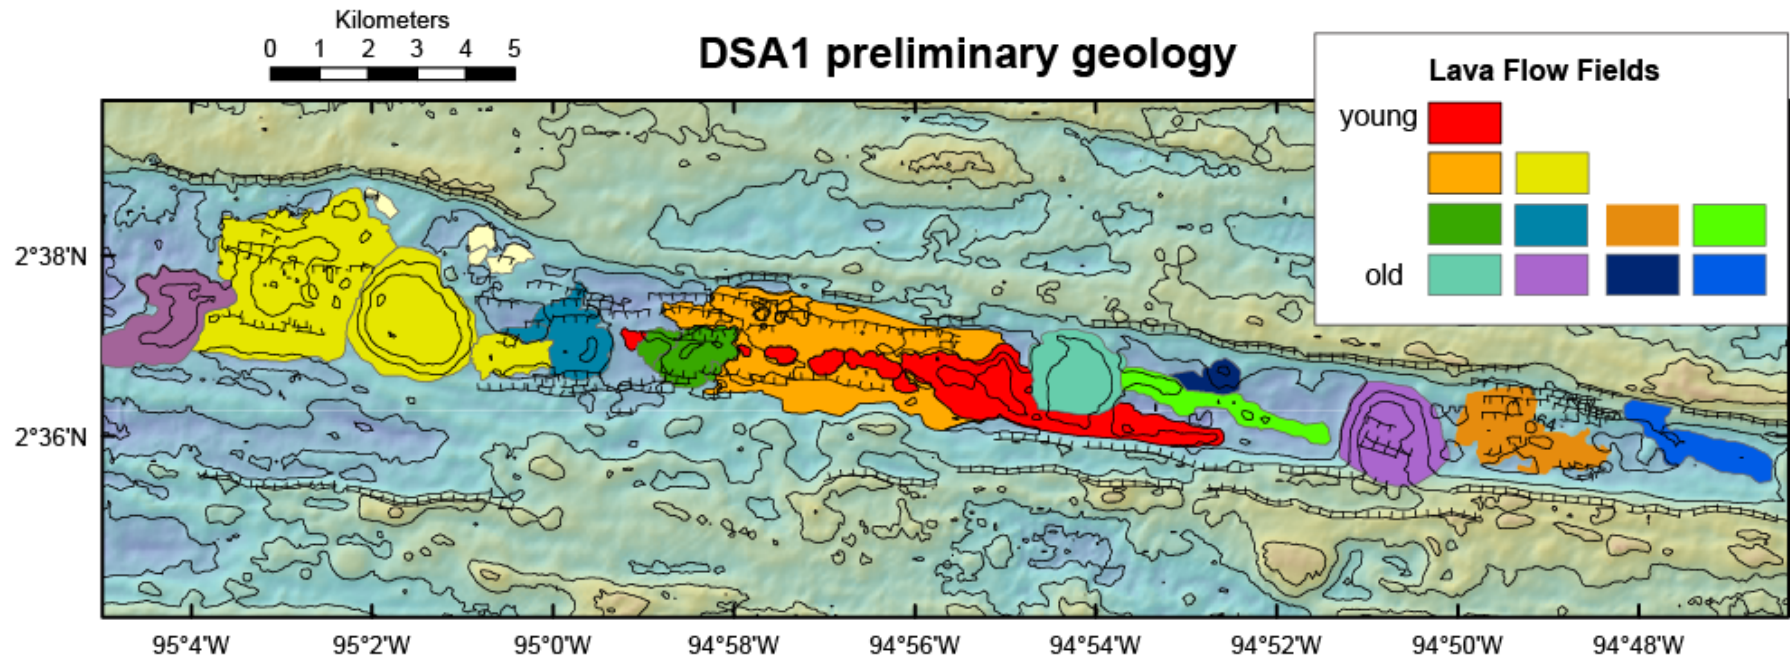 Kilometers
0 1 2 3 4 5
DSA1 preliminary geology
Lava Flow Fields
young
old
2°38'N
2°36'N
95°4'W 95°2'W 95°0'W 94°58'W 94°56'W 94°54'W 94°52'W 94°50'W 94°48'W